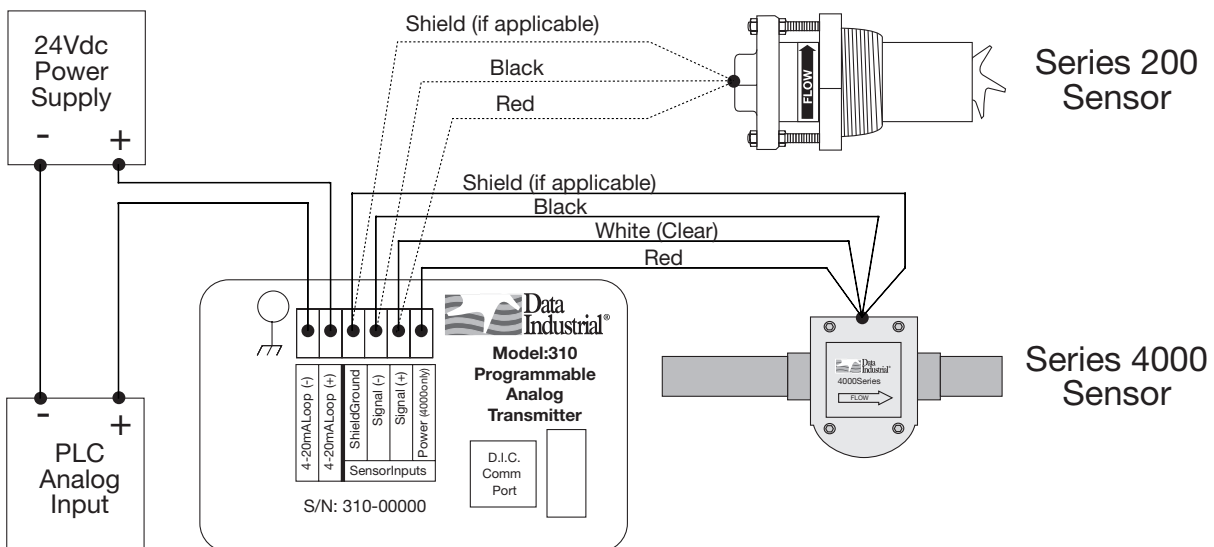 24Vdc
Power
Supply
-
+
Shield (if applicable)
Black
Red
FLOW
Series 200
Sensor
Shield (if applicable)
Black
White (Clear)
Red
-
+
PLC
Analog
Input
4-20mALoop (-)
4-20mALoop (+)
ShieldGround
Signal (-)
Signal (+)
Power (4000only)
SensorInputs
S/N: 310-00000
Data
Industrial®
Model:310
Programmable
Analog
Transmitter
D.I.C.
Comm
Port
Data
Industrial®
4000Series
FLOW
Series 4000
Sensor